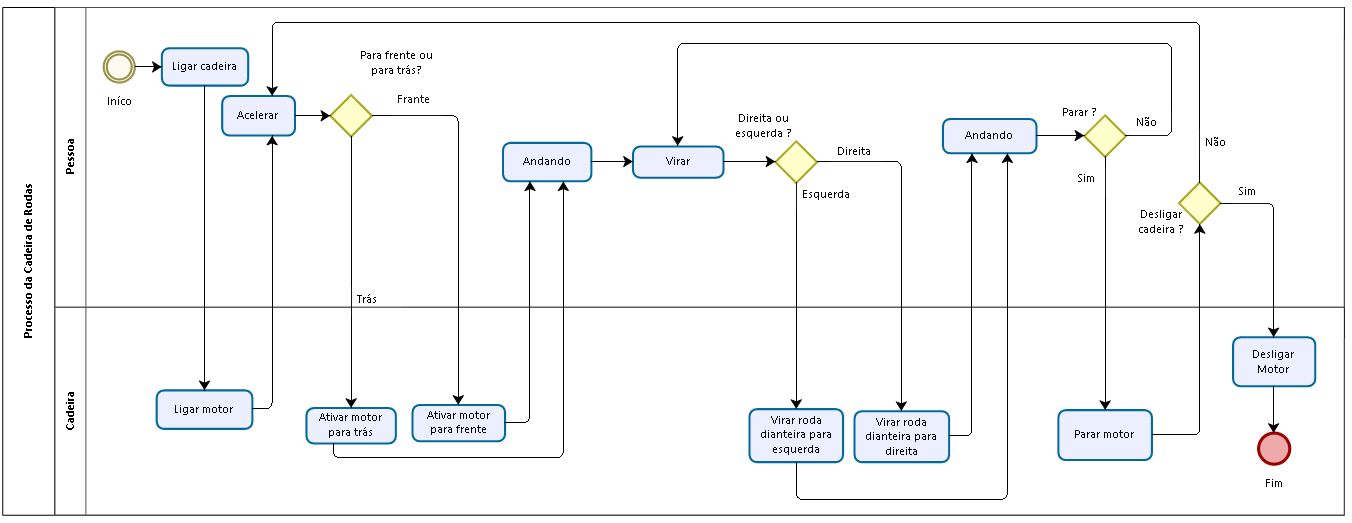 Processo da Cadeira de Rodas
Pessoa
Iníco
Ligar cadeira
Acelerar
Para frente ou
para trás?
Frante
Trás
Andando
Virar
Direita ou
esquerda ?
Direita
Esquerda
Andando
Parar ?
Não
Sim
Não
Desligar
cadeira ?
Sim
Cadeira
Ligar motor
Ativar motor
para trás
Ativar motor
para frente
Virar roda
dianteira para
esquerda
Virar roda
dianteira para
direita
Parar motor
Desligar
Motor
Fim